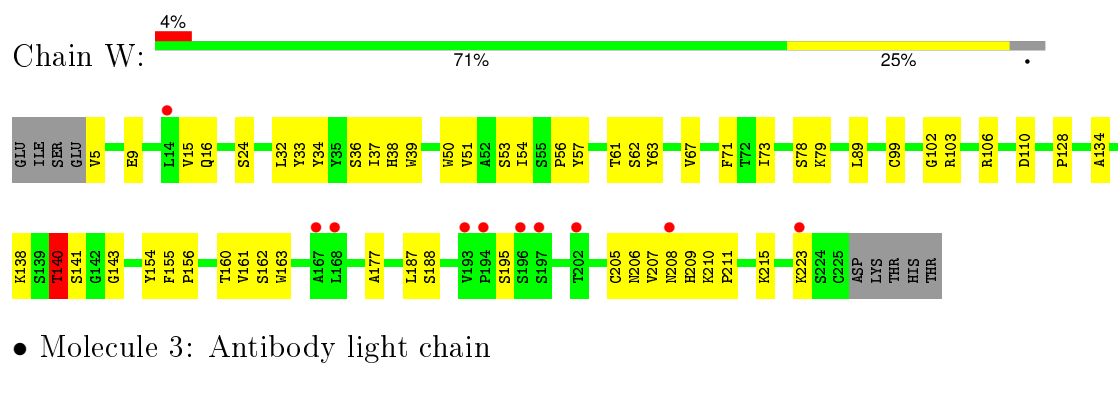 4%
Chain W:
71% 25% •
GLU ILE SER GLU V5 E9 L14 V15 Q16 S24 L32 Y33 Y34 Y35 S36 I37 H38 W39 W50 V51 A52 S53 I54 S55 P56 Y57 T61 S62 Y63 V67 F71 T72 I73 S78 K79 L89 G99 G102 R103 R106 D110 P128 A134
K138 S139 T140 S141 G142 G143 Y154 F155 P156 T160 V161 S162 W163 A167 L168 A177 L187 S188 V193 P194 S195 S196 S197 T202 C205 N206 V207 N208 H209 K210 P211 K215 K223 S224 C225 ASP LYS THR HIS THR
• Molecule 3: Antibody light chain